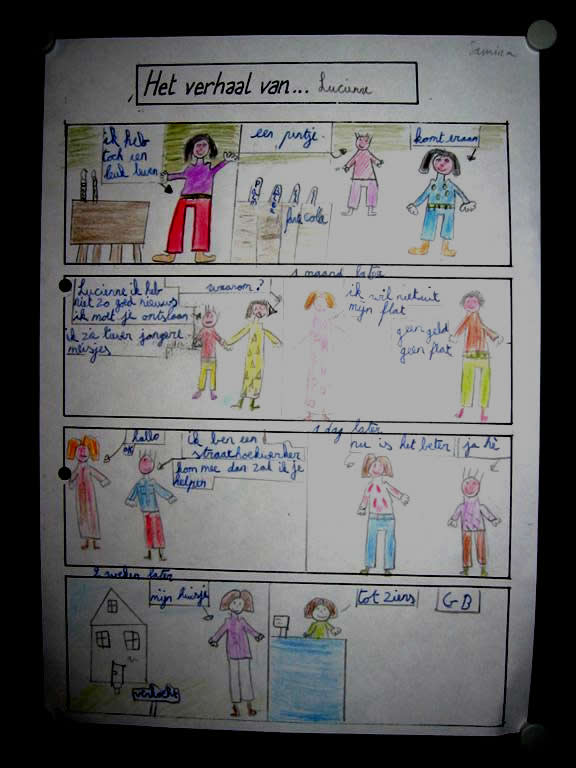 Samira
Het verhaal van... Lucienne
ik heb
toch een
leuk leven
een pintje.
komt eraan
fris cola
1 maand later
Lucienne ik heb
niet zo goed nieuws
ik moet je ontslaan
ik zie liever jongere
meisjes
waarom?
ik wil niet uit
mijn flat
geen geld
geen flat
1 dag later
hallo
ok
ik ben een
straathoekwerker
kom mee dan zal ik je
helpen
nu is het beter
ja hé
2 weken later
mijn huisje
verkocht
tot ziens
GB